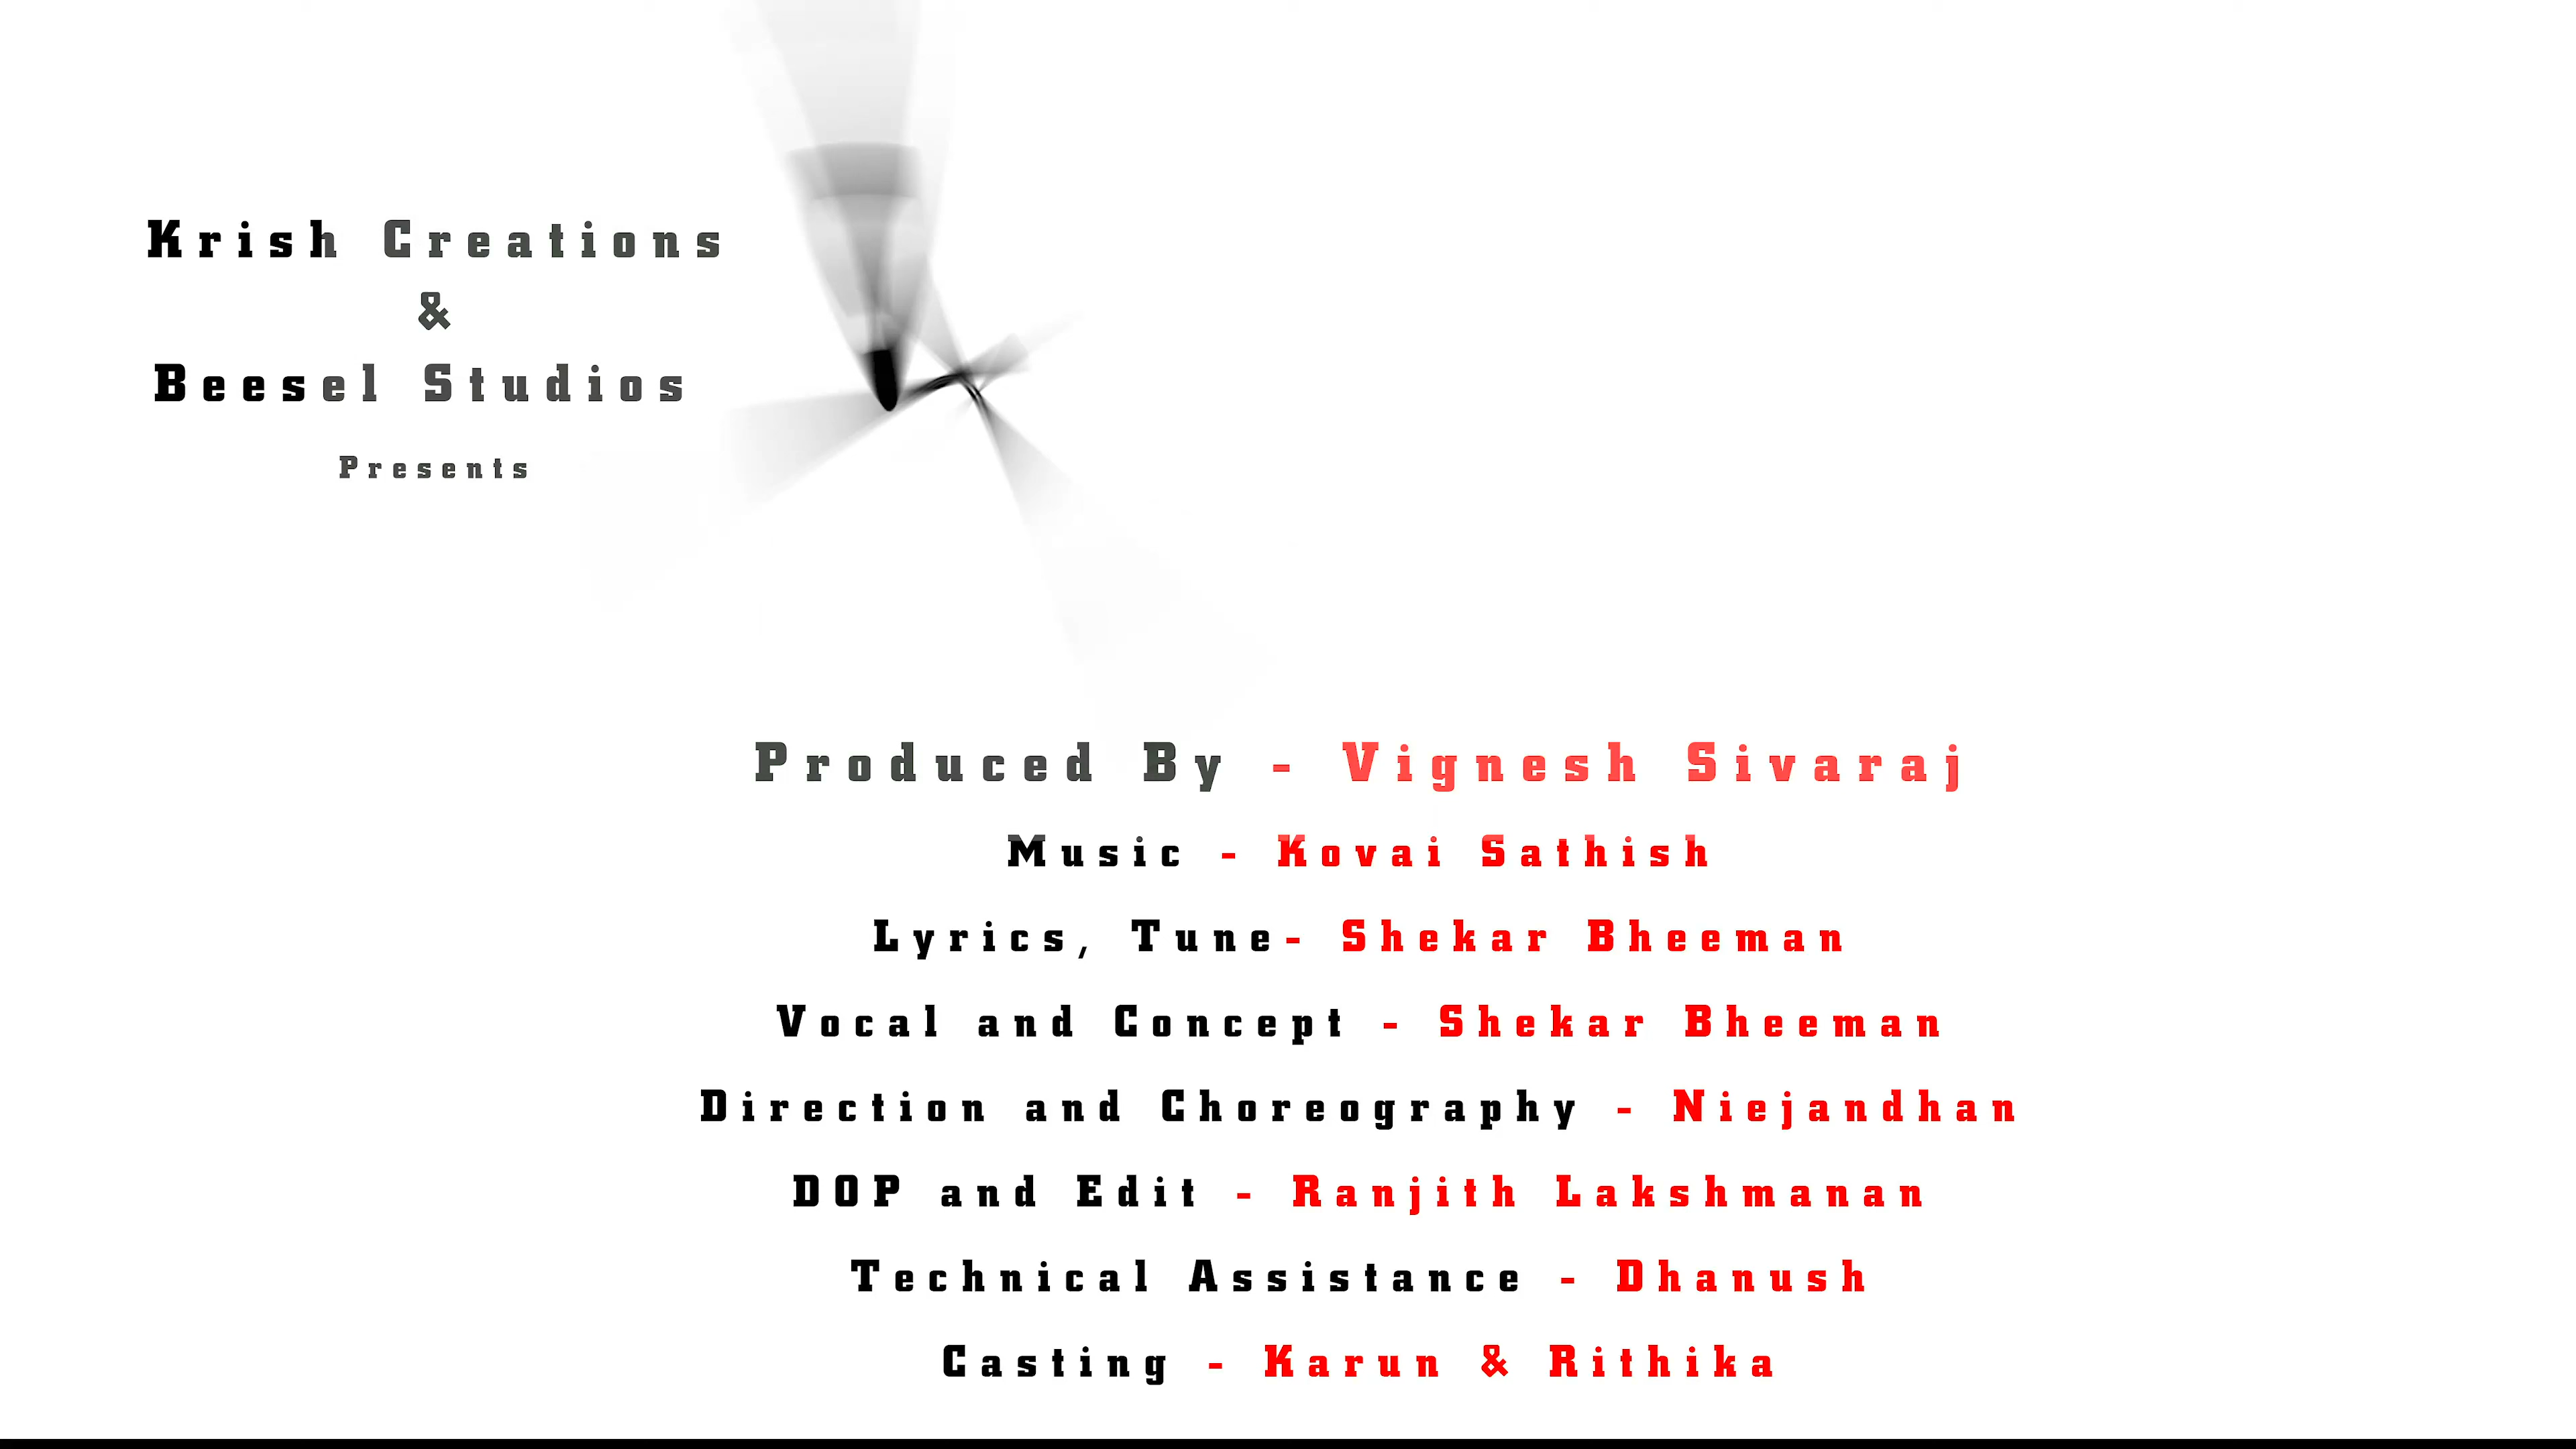 Krish Creations
&
Beesel Studios
Presents
Produced By - Vignesh Sivaraj
Music - Kovai Sathish
Lyrics, Tune- Shekar Bheeman
Vocal and Concept - Shekar Bheeman
Direction and Choreography - Niejandhan
DOP and Edit - Ranjith Lakshmanan
Technical Assistance - Dhanush
Casting - Karun & Rithika